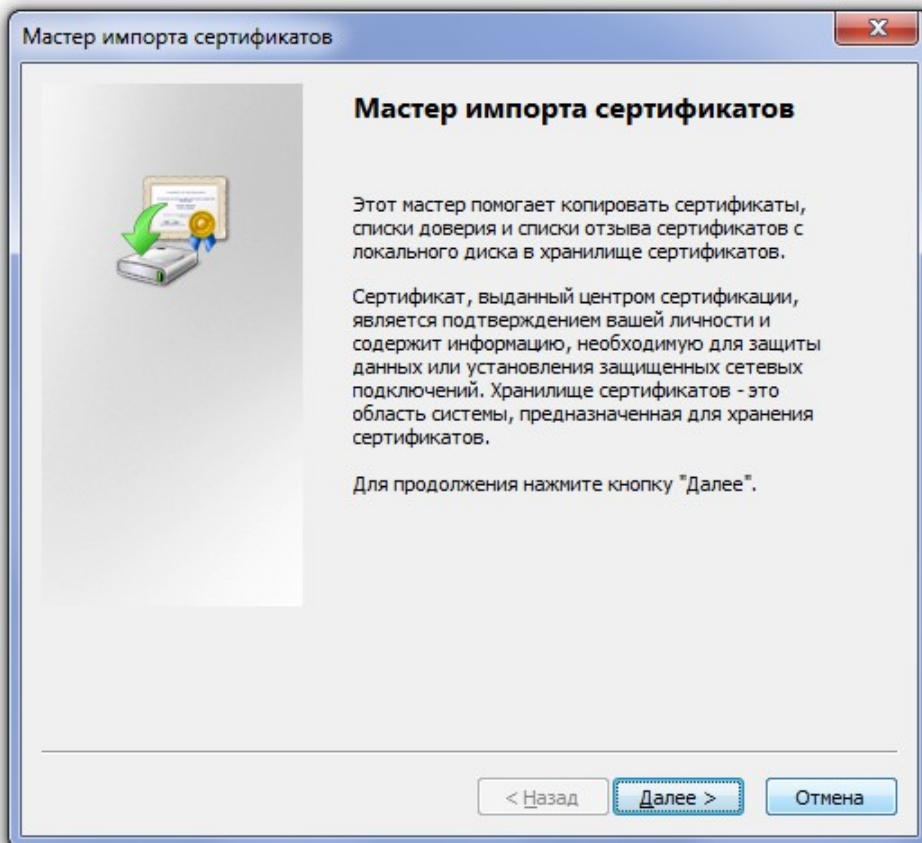 Мастер импорта сертификатов
Мастер импорта сертификатов
Этот мастер помогает копировать сертификаты,
списки доверия и списки отзыва сертификатов с
локального диска в хранилище сертификатов.
Сертификат, выданный центром сертификации,
является подтверждением вашей личности и
содержит информацию, необходимую для защиты
данных или установления защищенных сетевых
подключений. Хранилище сертификатов - это
область системы, предназначенная для хранения
сертификатов.
Для продолжения нажмите кнопку "Далее".
< Назад Далее > Отмена